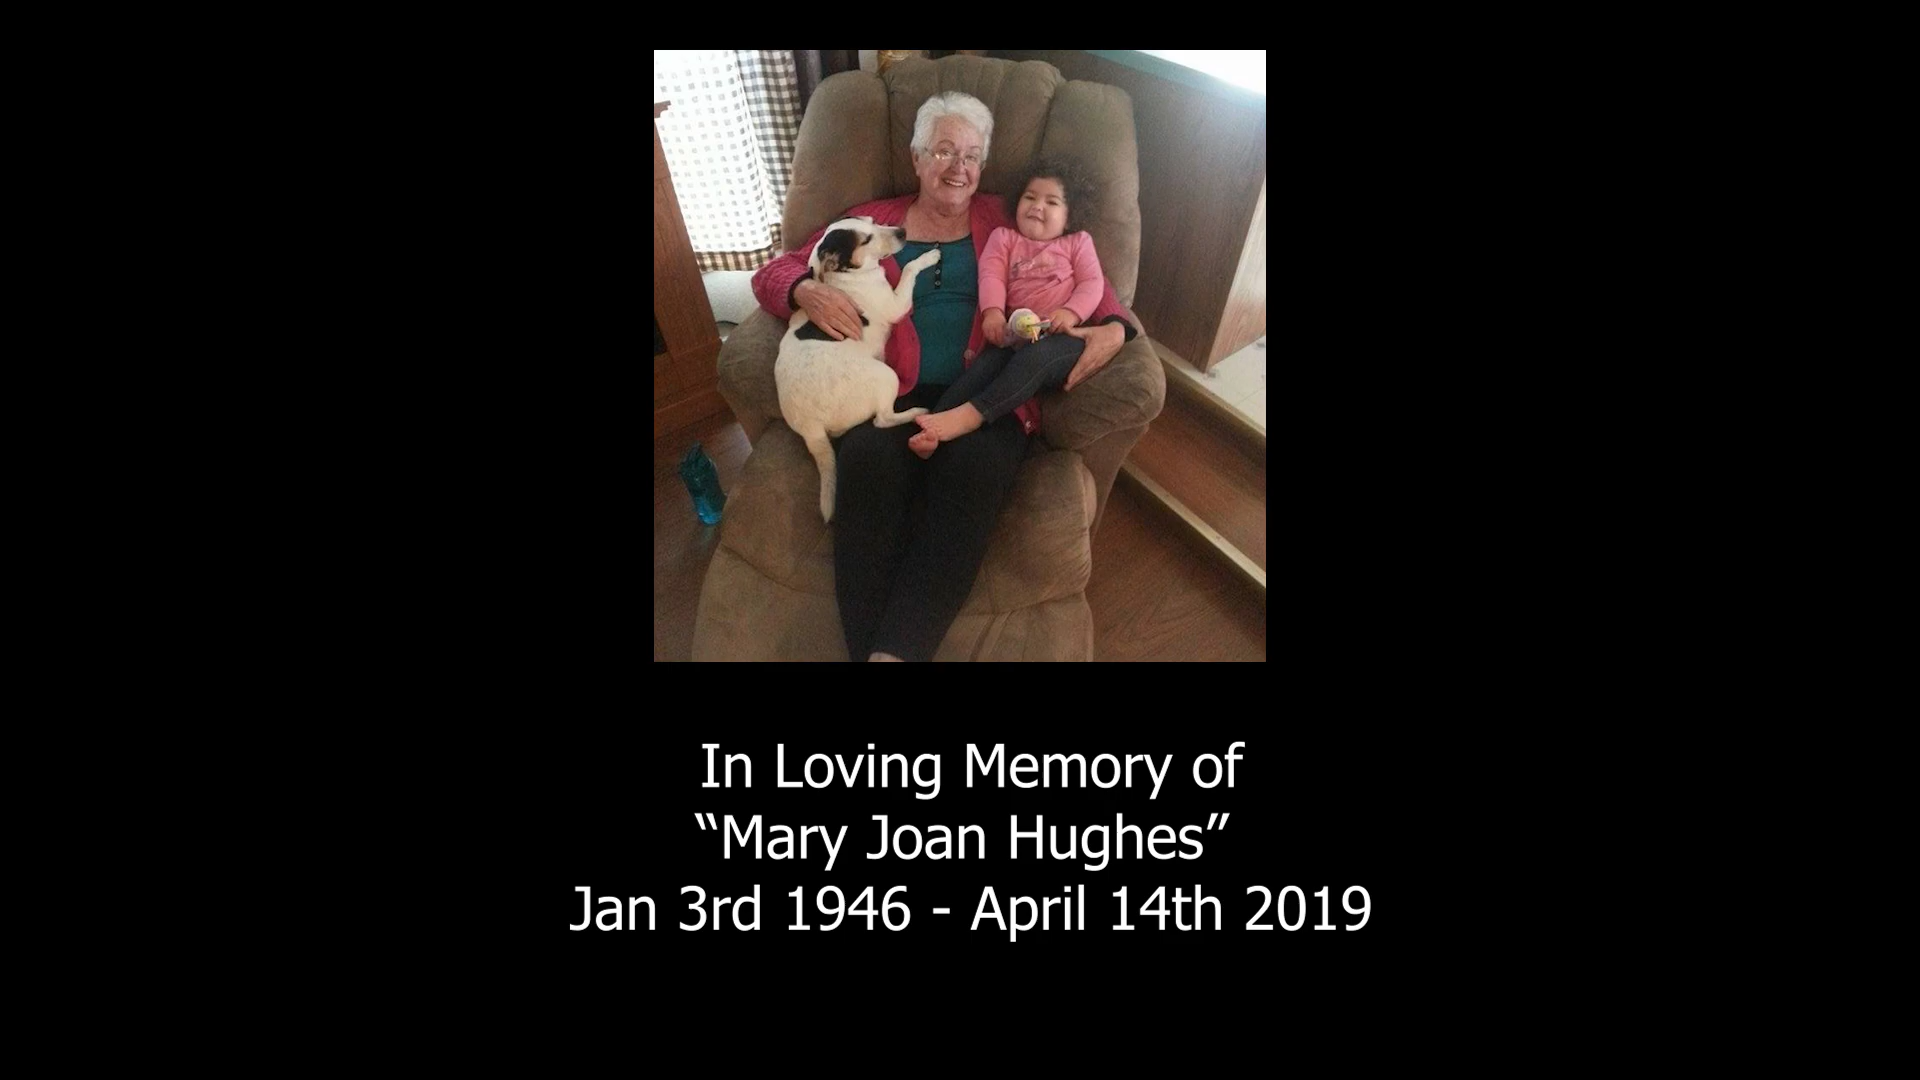 In Loving Memory of
“Mary Joan Hughes”
Jan 3rd 1946 - April 14th 2019